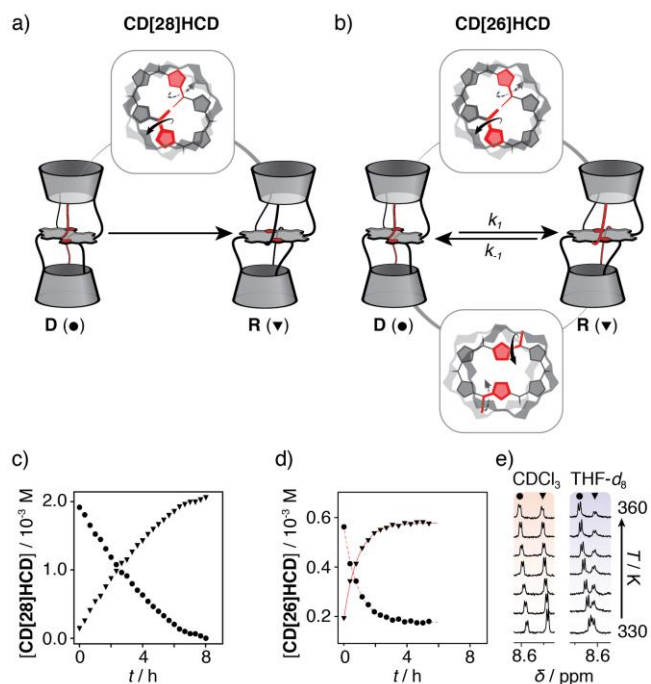 a) CD[28]HCD
b) CD[26]HCD
k1
k-1
D (●) R (▼)
D (●) R (▼)
c)
[CD[28]HCD] / 10-3 M
2.0
1.0
0.0
0 4 8
t / h
d)
[CD[26]HCD] / 10-3 M
0.6
0.4
0.2
0 4 8
t / h
e)
CDCl3 THF-d8
● ▼ ● ▼
360
T / K
330
8.6 8.6
δ / ppm